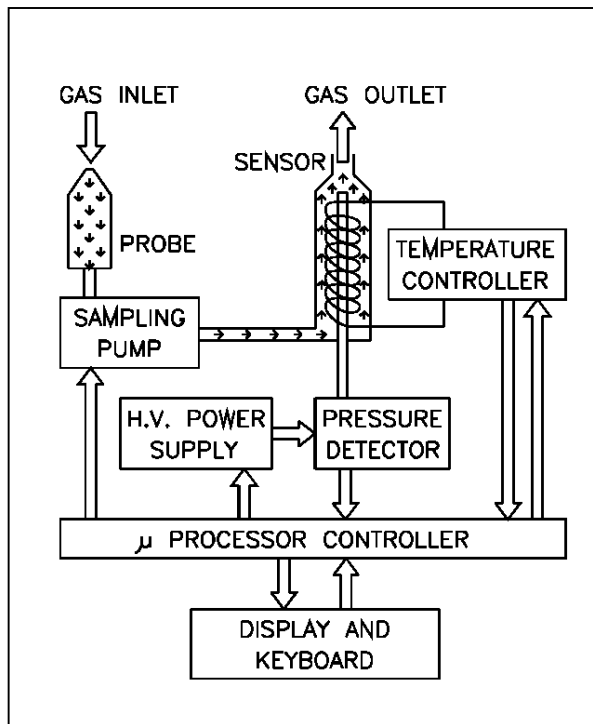 GAS INLET
GAS OUTLET
SENSOR
PROBE
TEMPERATURE
CONTROLLER
SAMPLING
PUMP
H.V. POWER
SUPPLY
PRESSURE
DETECTOR
μ PROCESSOR CONTROLLER
DISPLAY AND
KEYBOARD